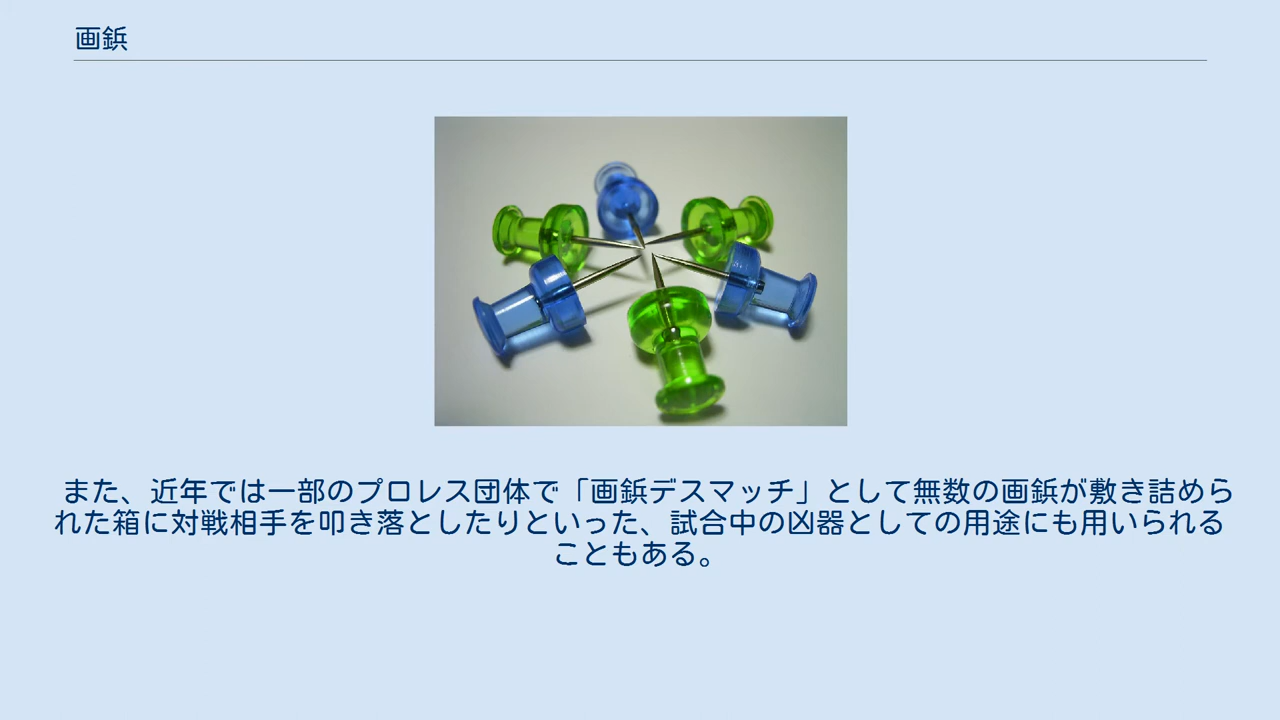 画鋲
また、近年では一部のプロレス団体で「画鋲デスマッチ」として無数の画鋲が敷き詰めら
れた箱に対戦相手を叩き落としたりといった、試合中の凶器としての用途にも用いられる
こともある。